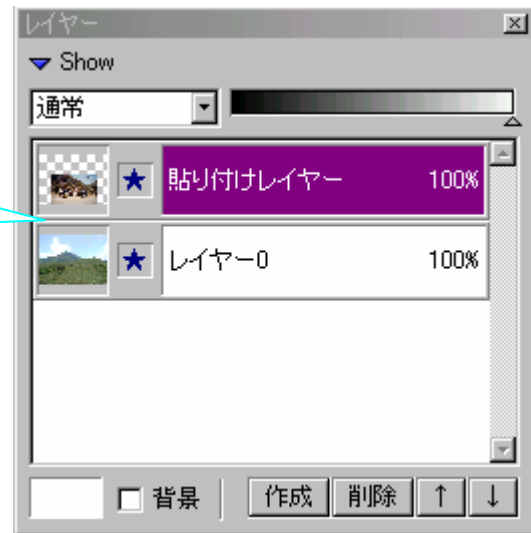 レイヤー
Show
通常
貼り付けレイヤー 100%
レイヤー0 100%
背景 作成 削除 ↑ ↓